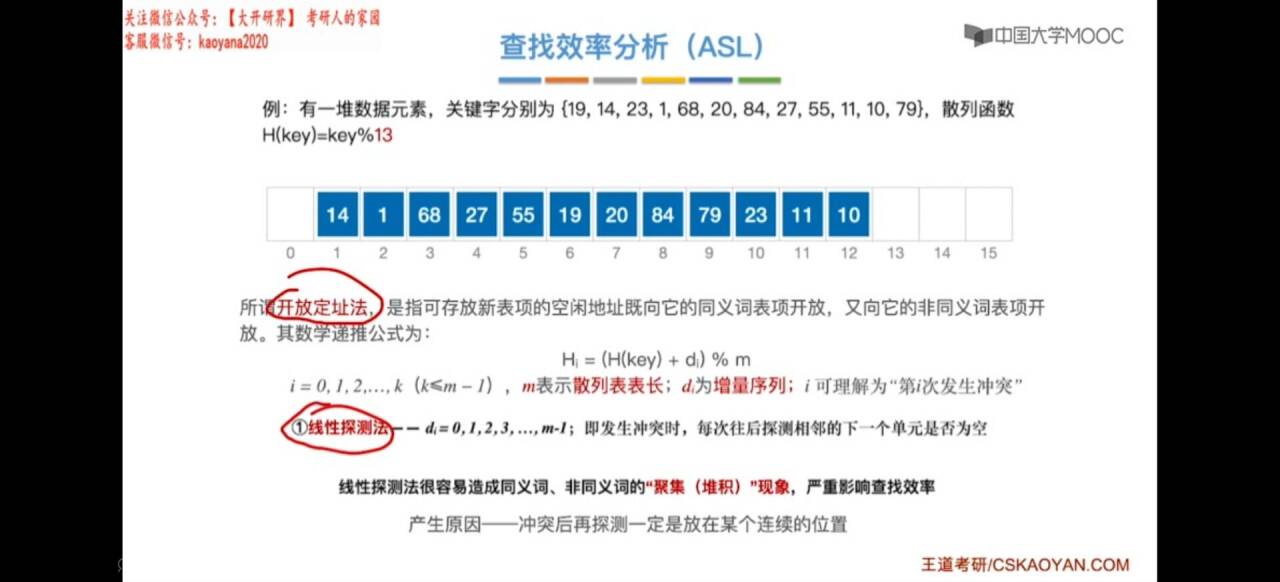 关注微信公众号：【大开研界】 考研人的家园
客服微信号：kaoyana2020
查找效率分析（ASL）
中国大学MOOC
例：有一堆数据元素，关键字分别为 {19, 14, 23, 1, 68, 20, 84, 27, 55, 11, 10, 79}，散列函数
H(key)=key%13
14 1 68 27 55 19 20 84 79 23 11 10
0 1 2 3 4 5 6 7 8 9 10 11 12 13 14 15
所谓开放定址法，是指可存放新表项的空闲地址既向它的同义词表项开放，又向它的非同义词表项开
放。其数学递推公式为：
Hᵢ = (H(key) + dᵢ) % m
i = 0, 1, 2,…, k（k≤m − 1），m表示散列表表长；dᵢ为增量序列；i 可理解为“第i次发生冲突”
①线性探测法—— dᵢ = 0, 1, 2, 3, …, m-1；即发生冲突时，每次往后探测相邻的下一个单元是否为空
线性探测法很容易造成同义词、非同义词的“聚集（堆积）”现象，严重影响查找效率
产生原因——冲突后再探测一定是放在某个连续的位置
王道考研/CSKAOYAN.COM